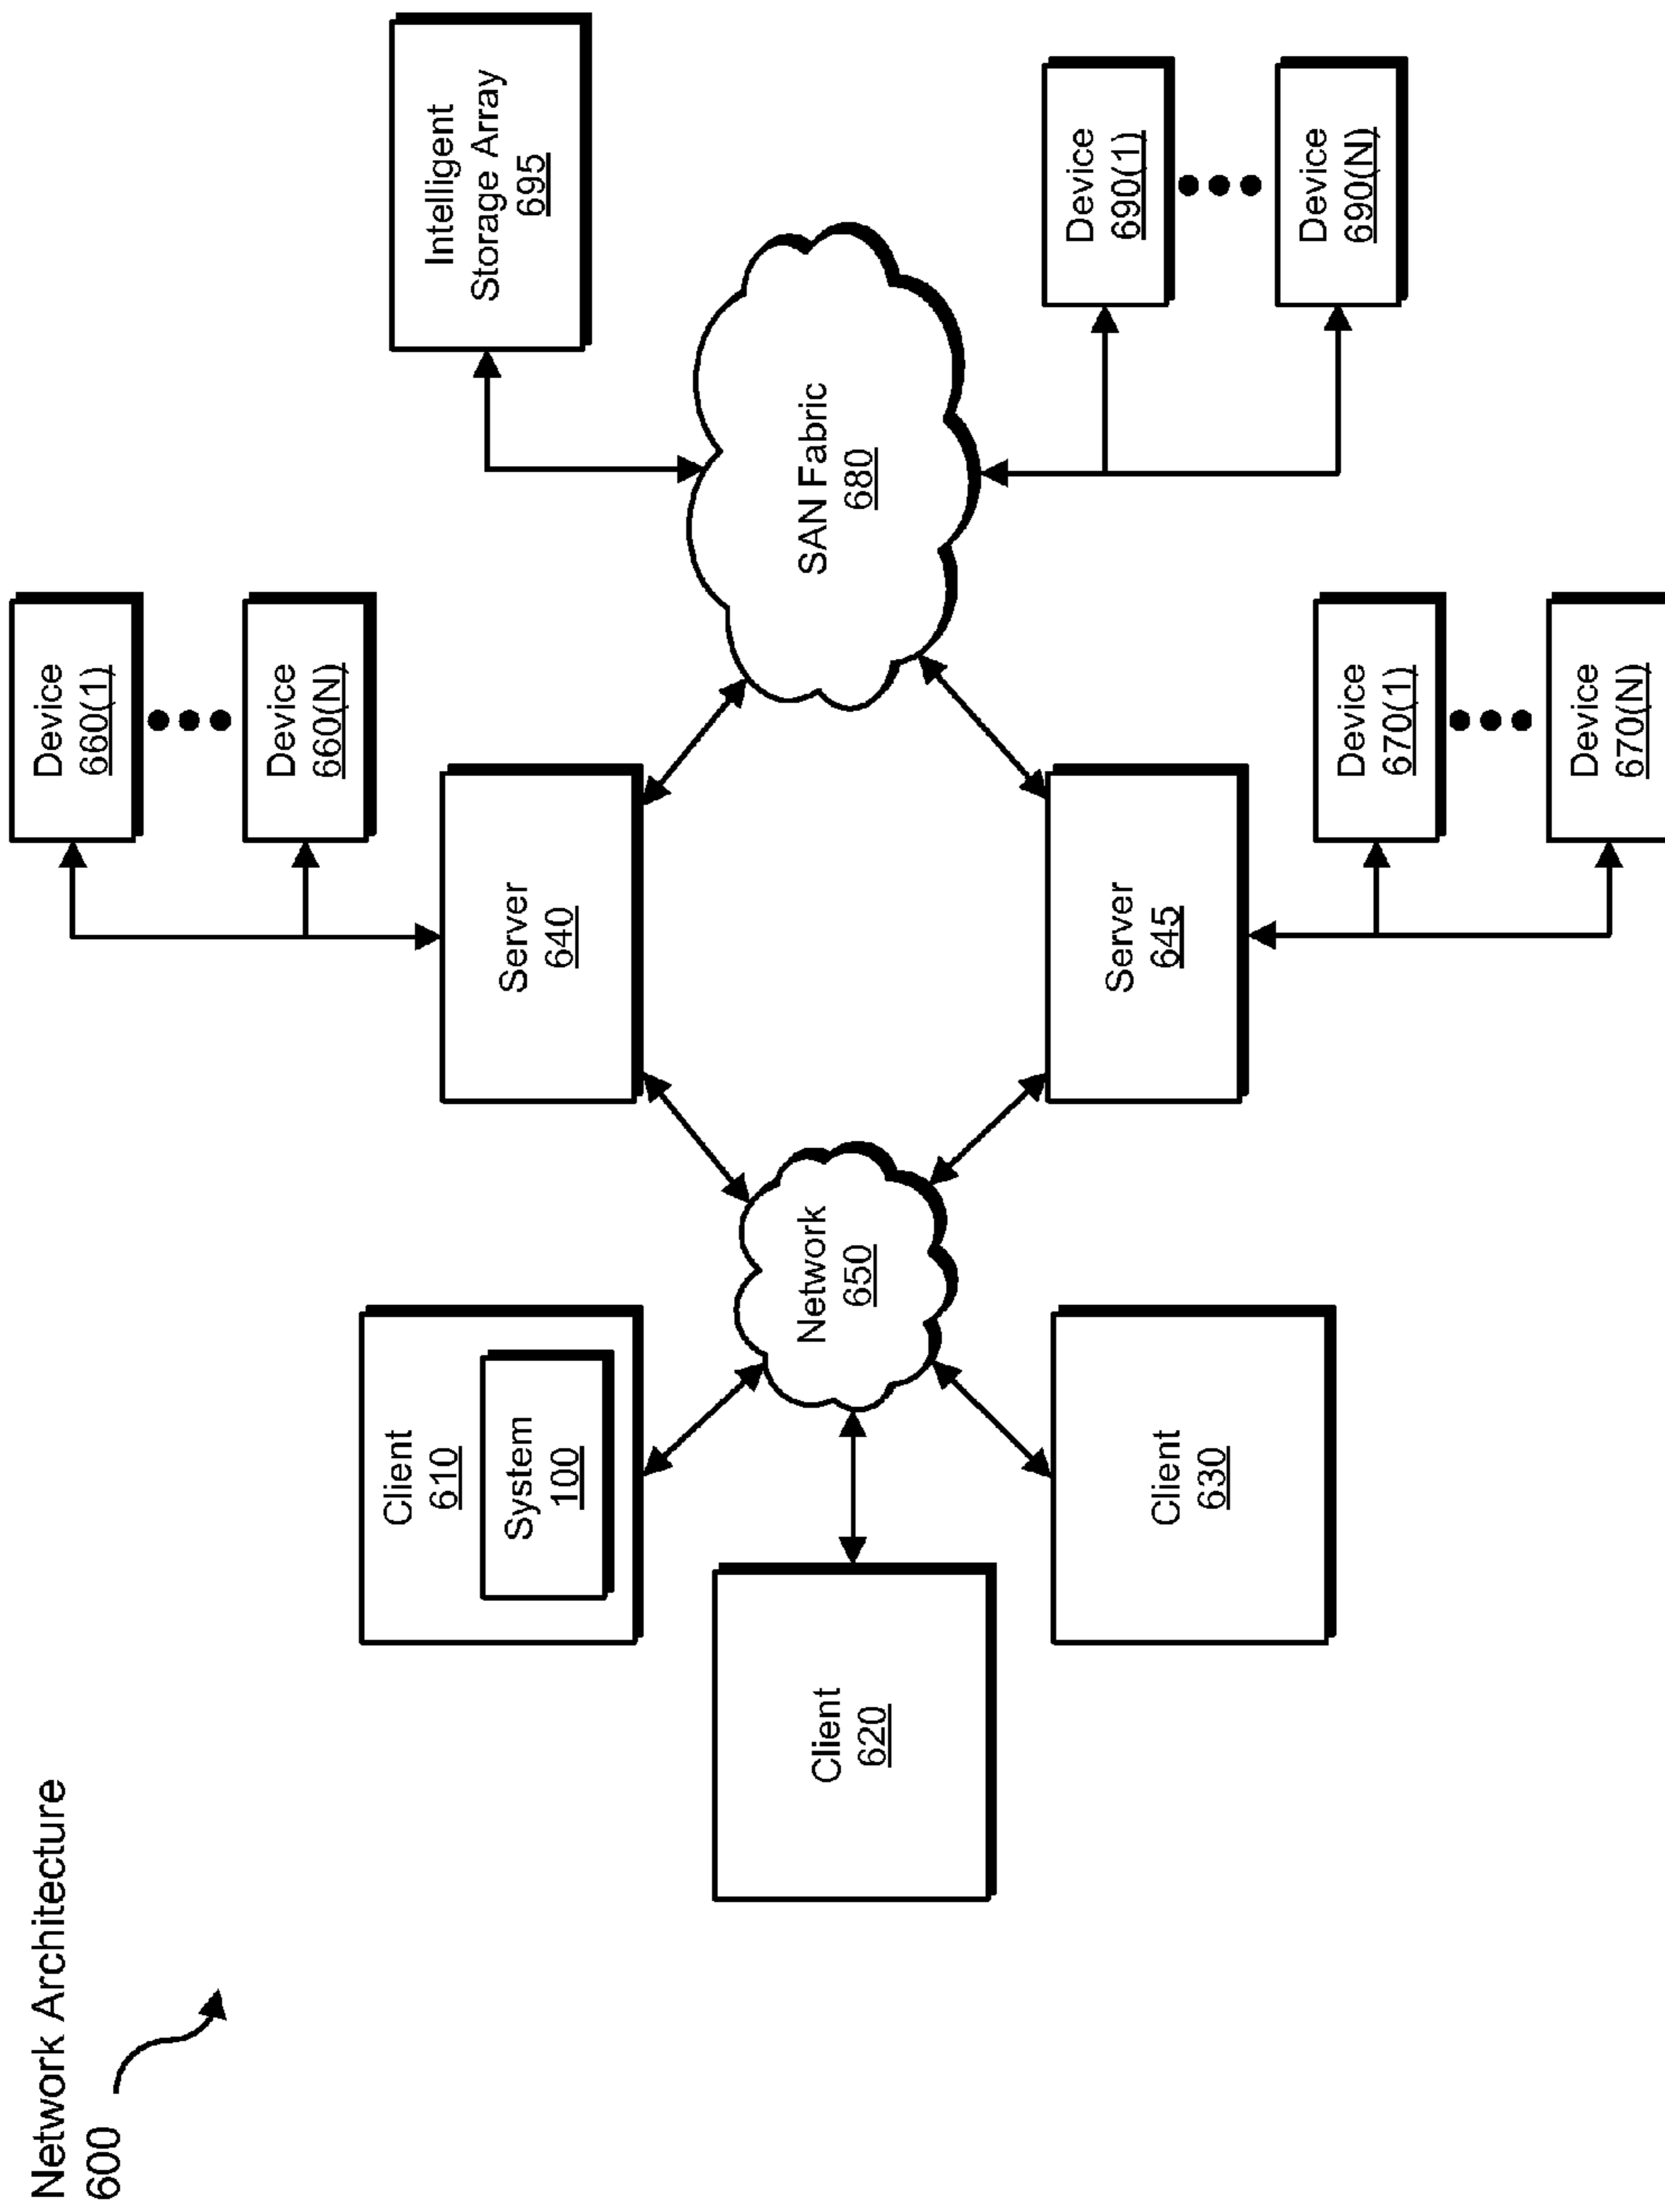 Network Architecture
600
Client
610
System
100
Client
620
Client
630
Network
650
Server
640
Server
645
Device
660(1)
Device
660(N)
Device
670(1)
Device
670(N)
SAN Fabric
680
Intelligent
Storage Array
695
Device
690(1)
Device
690(N)